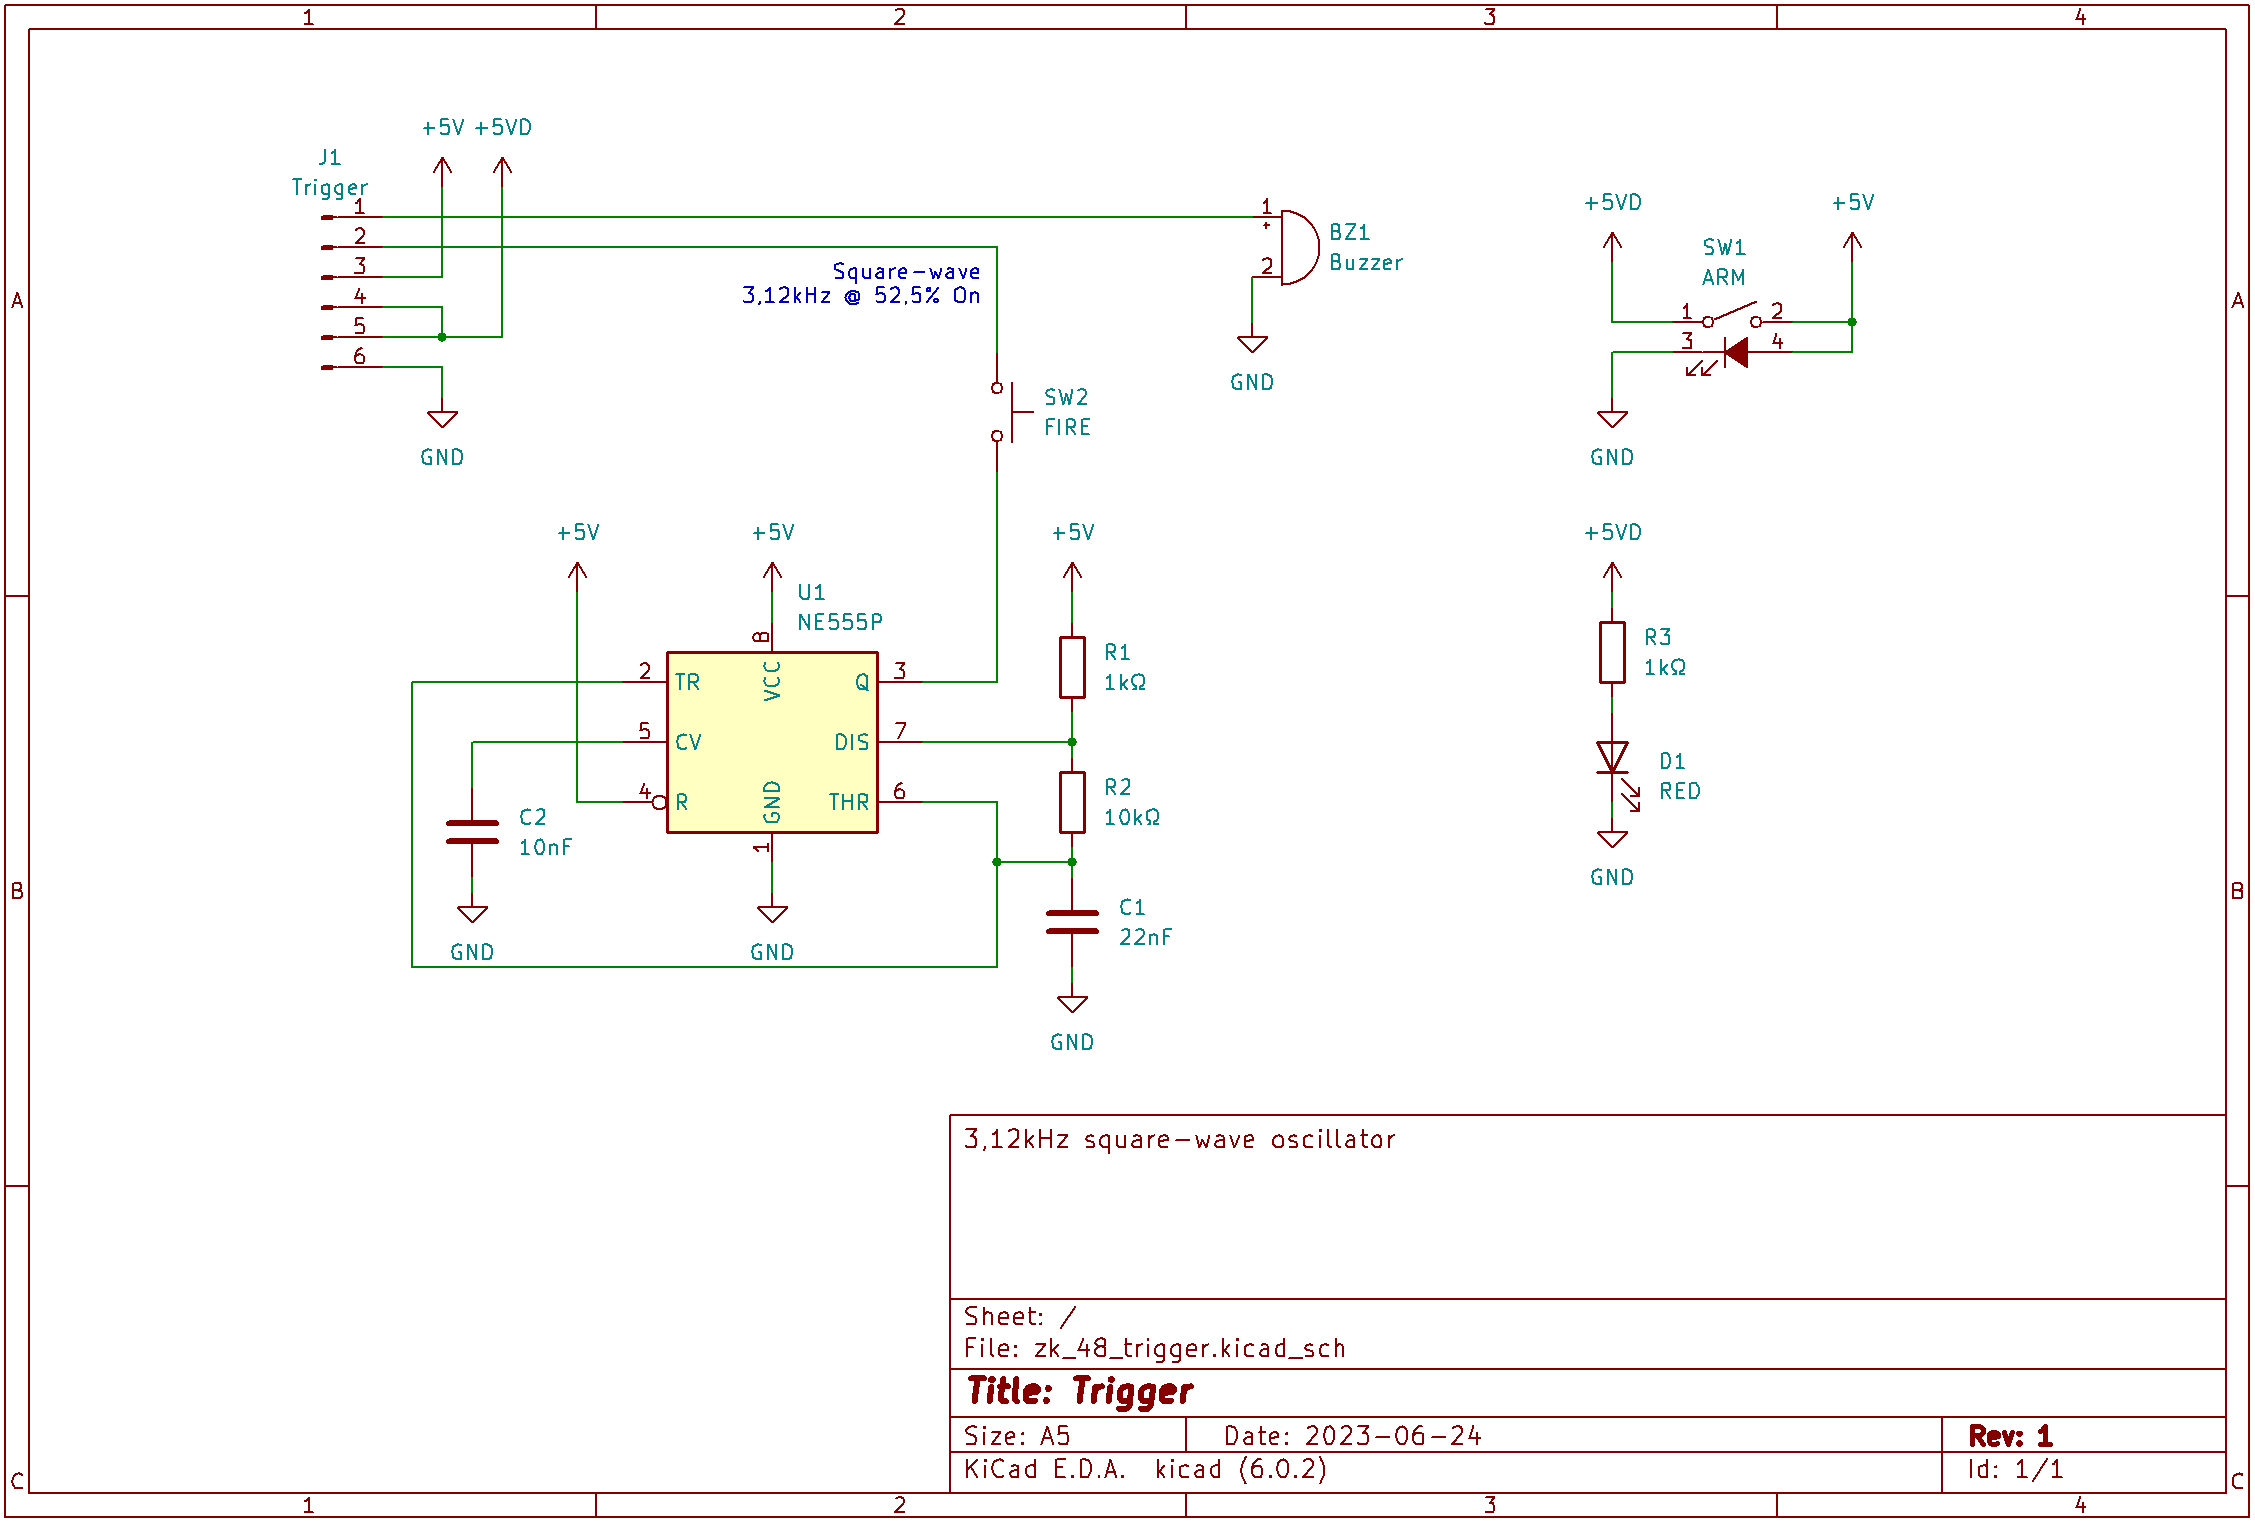 1 2 3 4
+5V +5VD
J1
Trigger
1
2
3
4
5
6
GND
Square-wave
3,12kHz @ 52,5% On
1
+
2
BZ1
Buzzer
GND
+5VD
+5V
SW1
ARM
1
2
3
4
GND
A
A
SW2
FIRE
+5V
+5V
+5V
+5VD
U1
NE555P
8
VCC
2
TR
5
CV
4
R
3
Q
7
DIS
6
THR
GND
1
R1
1kΩ
R2
10kΩ
C2
10nF
C1
22nF
GND
GND
GND
R3
1kΩ
D1
RED
GND
B
B
3,12kHz square-wave oscillator
Sheet: /
File: zk_48_trigger.kicad_sch
Title: Trigger
Size: A5
Date: 2023-06-24
Rev: 1
KiCad E.D.A. kicad (6.0.2)
Id: 1/1
C
C
1 2 3 4